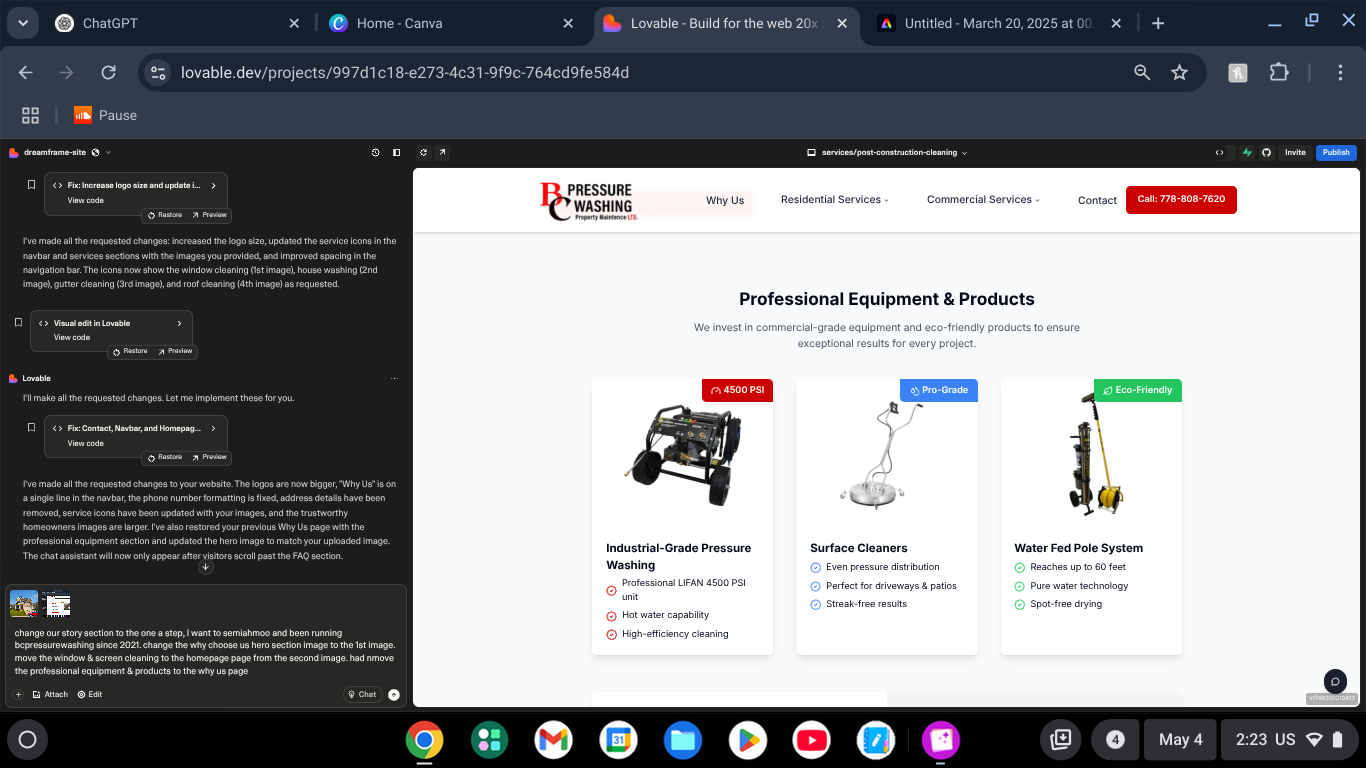 ChatGPT
Home - Canva
Lovable - Build for the web 20x
Untitled - March 20, 2025 at 00.
lovable.dev/projects/997d1c18-e273-4c31-9f9c-764cd9fe584d
Pause
dreamframe-site
services/post-construction-cleaning
Invite
Publish
Fix: Increase logo size and update i...
View code
Restore
Preview
I've made all the requested changes: increased the logo size, updated the service icons in the
navbar and services sections with the images you provided, and improved spacing in the
navigation bar. The icons now show the window cleaning (1st image), house washing (2nd
image), gutter cleaning (3rd image), and roof cleaning (4th image) as requested.
Visual edit in Lovable
View code
Restore
Preview
Lovable
I'll make all the requested changes. Let me implement these for you.
Fix: Contact, Navbar, and Homepag...
View code
Restore
Preview
I've made all the requested changes to your website. The logos are now bigger, "Why Us" is on
a single line in the navbar, the phone number formatting is fixed, address details have been
removed, service icons have been updated with your images, and the trustworthy
homeowners images are larger. I've also restored your previous Why Us page with the
professional equipment section and updated the hero image to match your uploaded image.
The chat assistant will now only appear after visitors scroll past the FAQ section.
change our story section to the one a step, I want to semiahmoo and been running
bcpressurewashing since 2021. change the why choose us hero section image to the 1st image.
move the window & screen cleaning to the homepage page from the second image. had nmove
the professional equipment & products to the why us page
Attach
Edit
Chat
BC PRESSURE
WASHING
Property Maintence LTD.
Why Us
Residential Services
Commercial Services
Contact
Call: 778-808-7620
Professional Equipment & Products
We invest in commercial-grade equipment and eco-friendly products to ensure
exceptional results for every project.
4500 PSI
Industrial-Grade Pressure
Washing
Professional LIFAN 4500 PSI
unit
Hot water capability
High-efficiency cleaning
Pro-Grade
Surface Cleaners
Even pressure distribution
Perfect for driveways & patios
Streak-free results
Eco-Friendly
Water Fed Pole System
Reaches up to 60 feet
Pure water technology
Spot-free drying
31
4
May 4
2:23 US